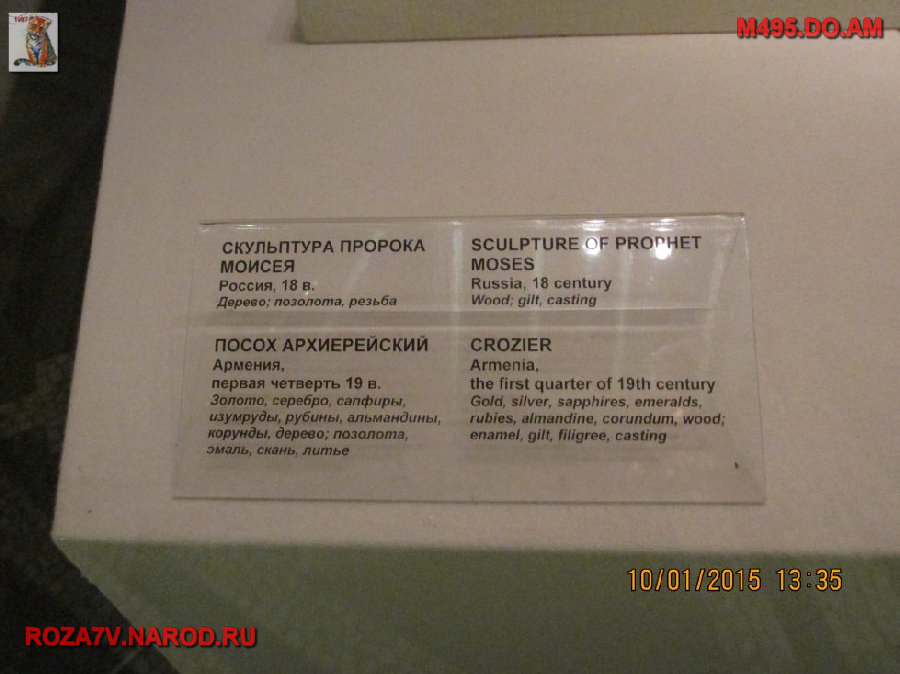 1987
M495.DO.AM
СКУЛЬПТУРА ПРОРОКА
МОИСЕЯ
Россия, 18 в.
Дерево; позолота, резьба
SCULPTURE OF PROPHET
MOSES
Russia, 18 century
Wood; gilt, casting
ПОСОХ АРХИЕРЕЙСКИЙ
Армения,
первая четверть 19 в.
Золото, серебро, сапфиры,
изумруды, рубины, альмандины,
корунды, дерево; позолота,
эмаль, скань, литье
CROZIER
Armenia,
the first quarter of 19th century
Gold, silver, sapphires, emeralds,
rubies, almandine, corundum, wood;
enamel, gilt, filigree, casting
10/01/2015 13:35
ROZA7V.NAROD.RU